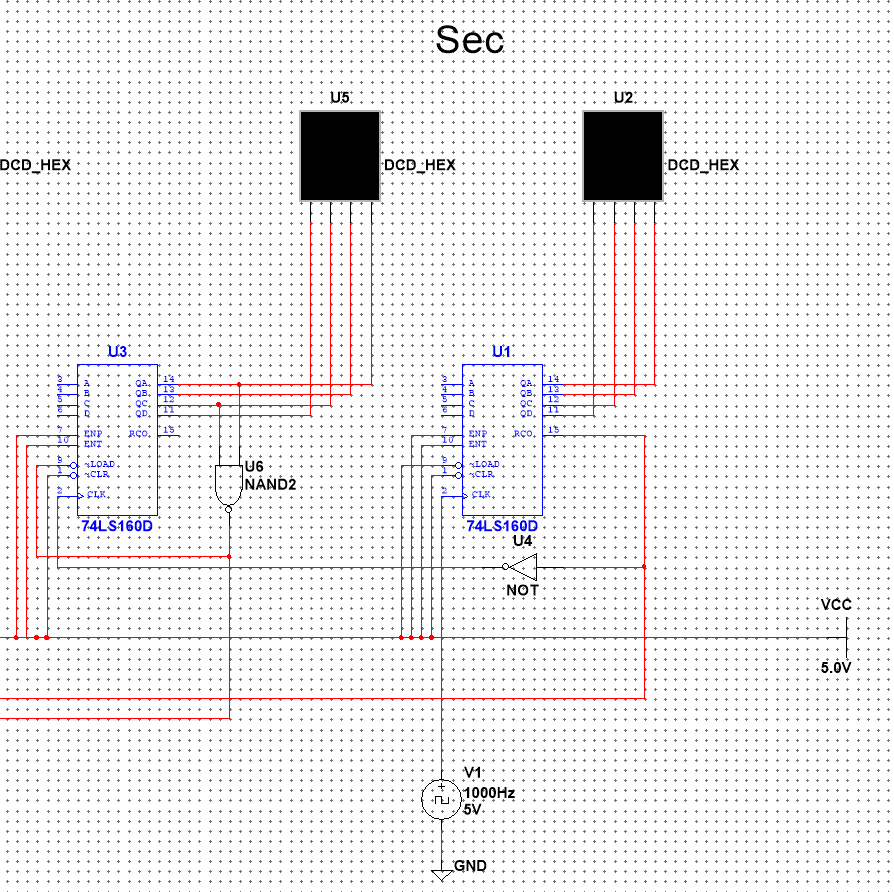 Sec
U5
U2
DCD_HEX
DCD_HEX
DCD_HEX
U3
U1
3 A QA 14
4 B QB 13
5 C QC 12
6 D QD 11
7 ENP RCO 15
10 ENT
9 ~LOAD
1 ~CLR
2 CLK
74LS160D
3 A QA 14
4 B QB 13
5 C QC 12
6 D QD 11
7 ENP RCO 15
10 ENT
9 ~LOAD
1 ~CLR
2 CLK
74LS160D
U6
NAND2
U4
NOT
VCC
5.0V
V1
1000Hz
5V
GND